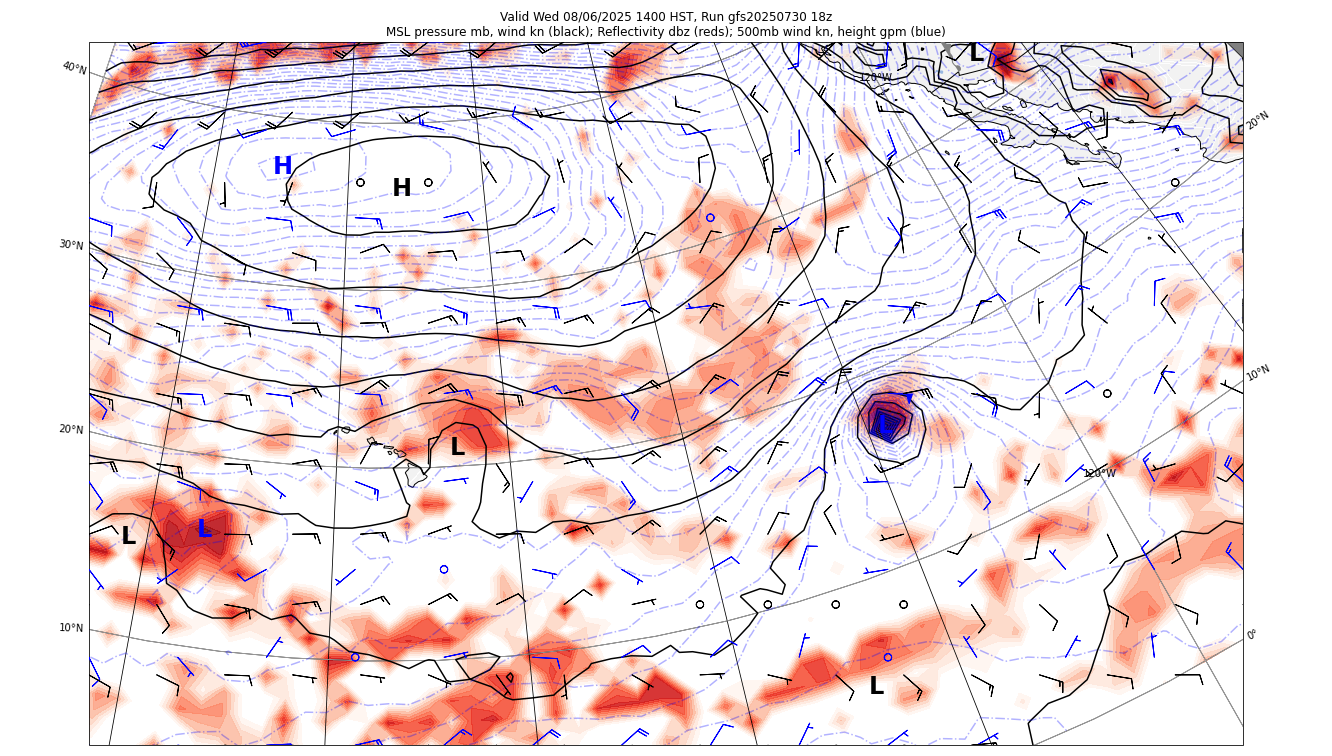 Valid Wed 08/06/2025 1400 HST, Run gfs20250730 18z
MSL pressure mb, wind kn (black); Reflectivity dbz (reds); 500mb wind kn, height gpm (blue)
L
40°N
120°W
20°N
H
H
30°N
10°N
20°N
L
120°W
L
L
10°N
0°
L